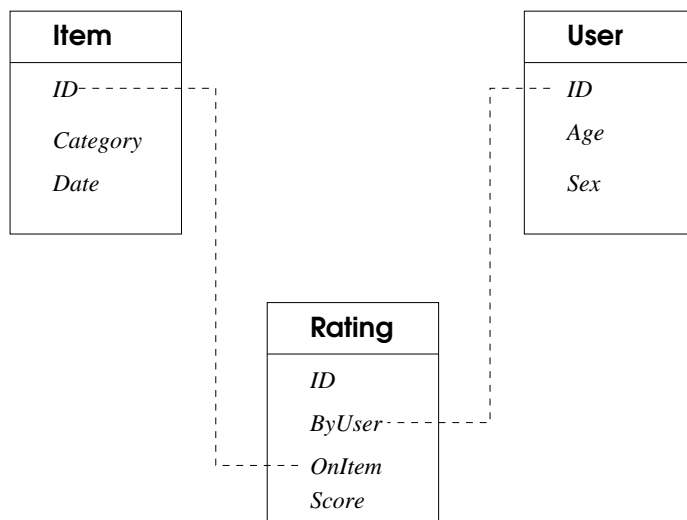 Item
ID
Category
Date
User
ID
Age
Sex
Rating
ID
ByUser
OnItem
Score